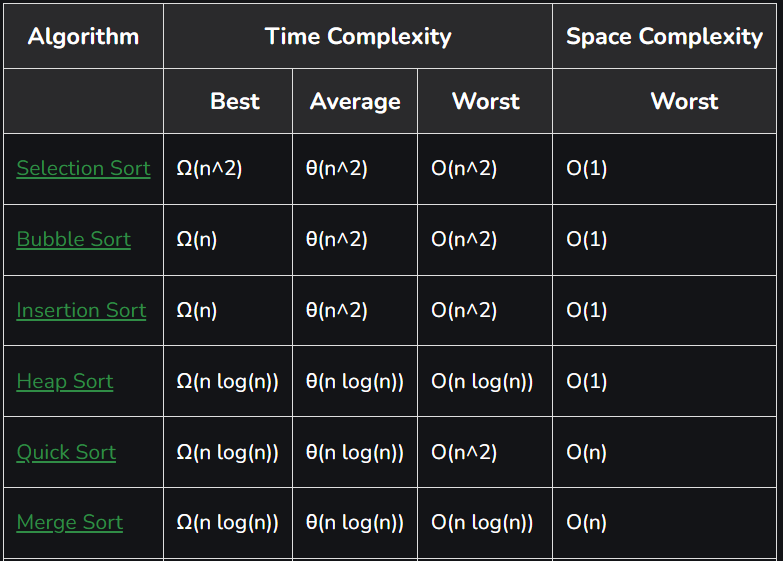 Algorithm Time Complexity Space Complexity
Best Average Worst Worst
Selection Sort Ω(n^2) θ(n^2) O(n^2) O(1)
Bubble Sort Ω(n) θ(n^2) O(n^2) O(1)
Insertion Sort Ω(n) θ(n^2) O(n^2) O(1)
Heap Sort Ω(n log(n)) θ(n log(n)) O(n log(n)) O(1)
Quick Sort Ω(n log(n)) θ(n log(n)) O(n^2) O(n)
Merge Sort Ω(n log(n)) θ(n log(n)) O(n log(n)) O(n)